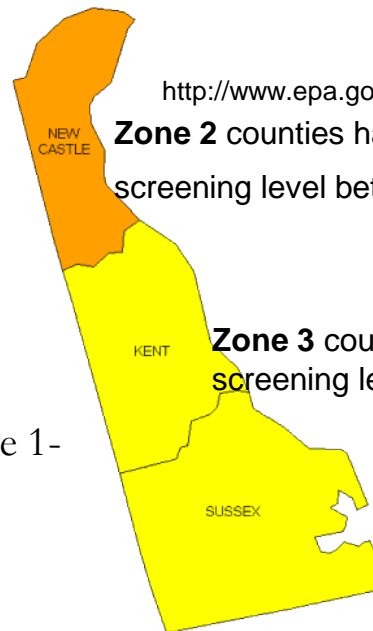 http://www.epa.go
NEW
CASTLE
Zone 2 counties ha
screening level bet
Zone 3 cou
screening le
KENT
e 1-
SUSSEX